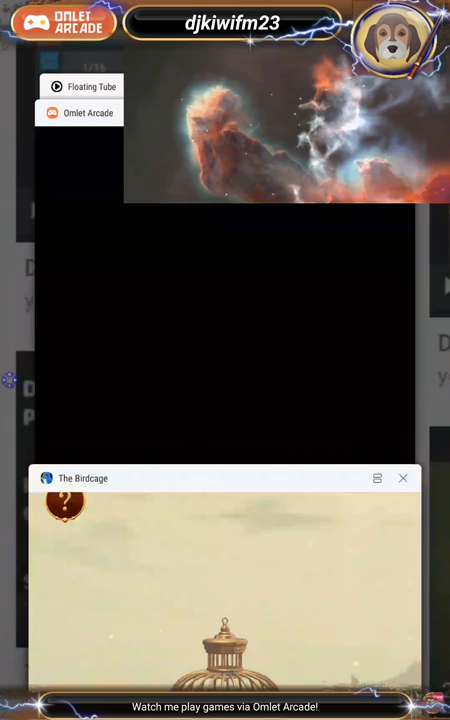 OMLET
ARCADE
djkiwifm23
1/16
Floating Tube
Omlet Arcade
D
y
D
y
D
P
The Birdcage
?
Watch me play games via Omlet Arcade!